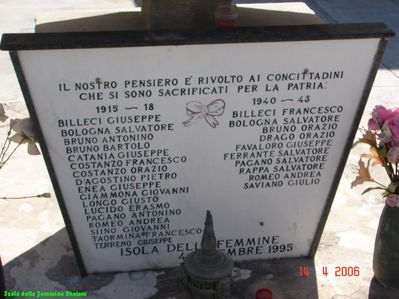 IL NOSTRO PENSIERO E' RIVOLTO AI CONCITTADINI
CHE SI SONO SACRIFICATI PER LA PATRIA:
1915 - 18
BILLECI GIUSEPPE
BOLOGNA SALVATORE
BRUNO ANTONINO
BRUNO BARTOLO
CATANIA GIUSEPPE
COSTANZO FRANCESCO
COSTANZO ORAZIO
D'AGOSTINO PIETRO
ENEA GIUSEPPE
GIAMMONA GIOVANNI
LONGO GIUSTO
LUCIDO ERASMO
PAGANO ANTONINO
ROMEO ANDREA
SIINO GIOVANNI
TAORMINA FRANCESCO
TERRENO GIUSEPPE
1940 - 43
BILLECI FRANCESCO
BOLOGNA SALVATORE
BRUNO ORAZIO
DRAGO ORAZIO
FAVALORO GIUSEPPE
FERRANTE SALVATORE
PAGANO SALVATORE
RAPPA SALVATORE
ROMEO ANDREA
SAVIANO GIULIO
ISOLA DELLE FEMMINE
4 1995
14 4 2006
Isola delle Femmine Shalom